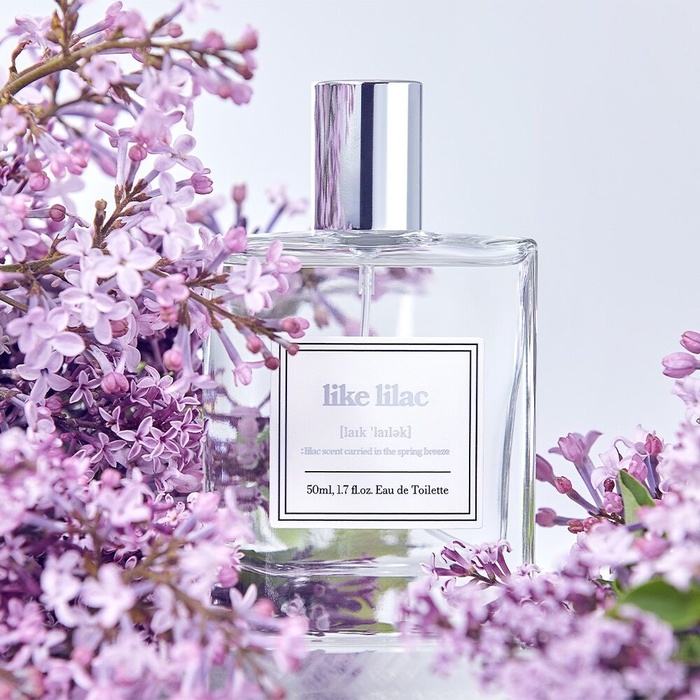 like lilac
[laɪk ˈlaɪlək]
: lilac scent carried in the spring breeze
50ml, 1.7 fl.oz. Eau de Toilette